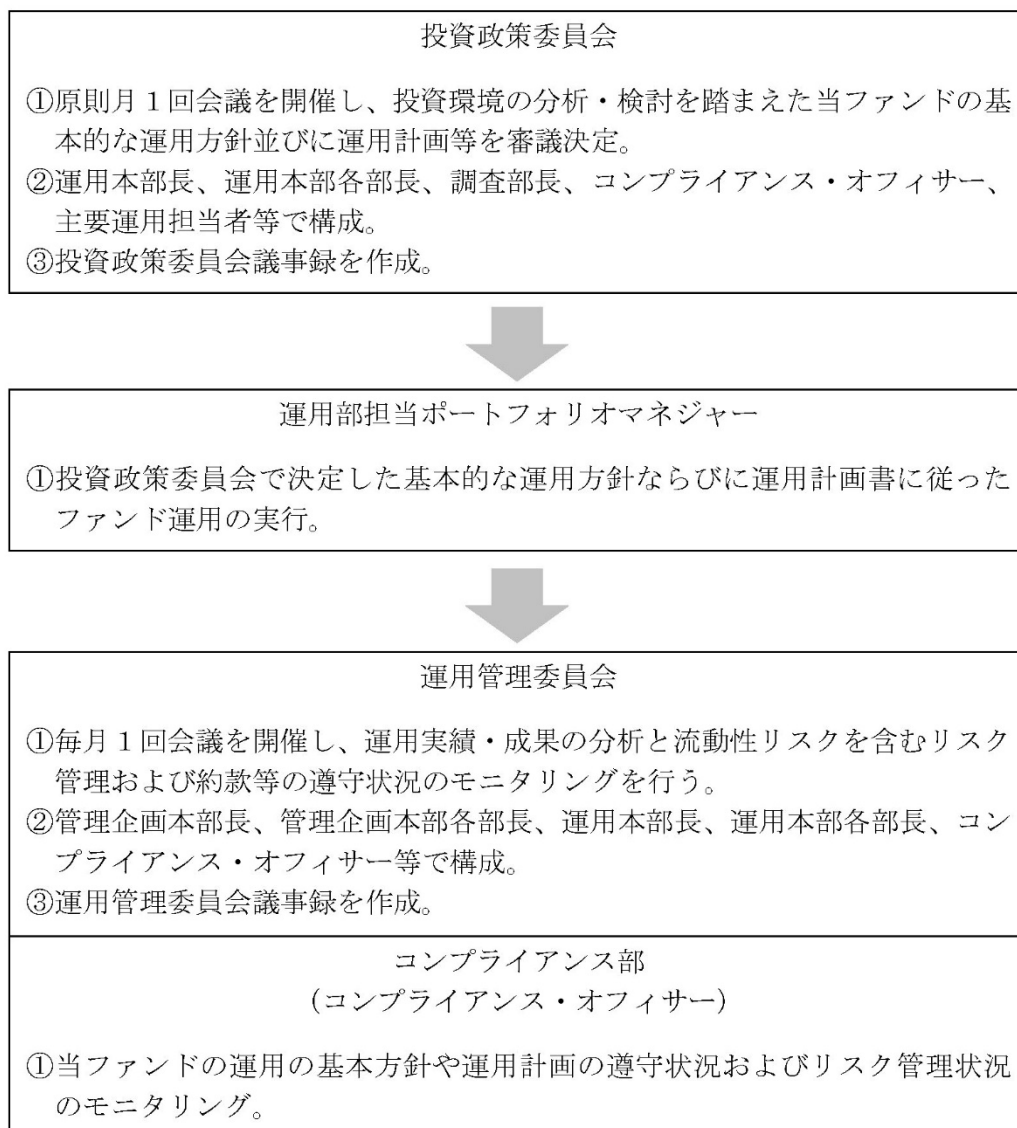 投資政策委員会
①原則月１回会議を開催し、投資環境の分析・検討を踏まえた当ファンドの基
本的な運用方針並びに運用計画等を審議決定。
②運用本部長、運用本部各部長、調査部長、コンプライアンス・オフィサー、
主要運用担当者等で構成。
③投資政策委員会議事録を作成。
運用部担当ポートフォリオマネジャー
①投資政策委員会で決定した基本的な運用方針ならびに運用計画書に従った
ファンド運用の実行。
運用管理委員会
①毎月１回会議を開催し、運用実績・成果の分析と流動性リスクを含むリスク
管理および約款等の遵守状況のモニタリングを行う。
②管理企画本部長、管理企画本部各部長、運用本部長、運用本部各部長、コン
プライアンス・オフィサー等で構成。
③運用管理委員会議事録を作成。
コンプライアンス部
（コンプライアンス・オフィサー）
①当ファンドの運用の基本方針や運用計画の遵守状況およびリスク管理状況
のモニタリング。